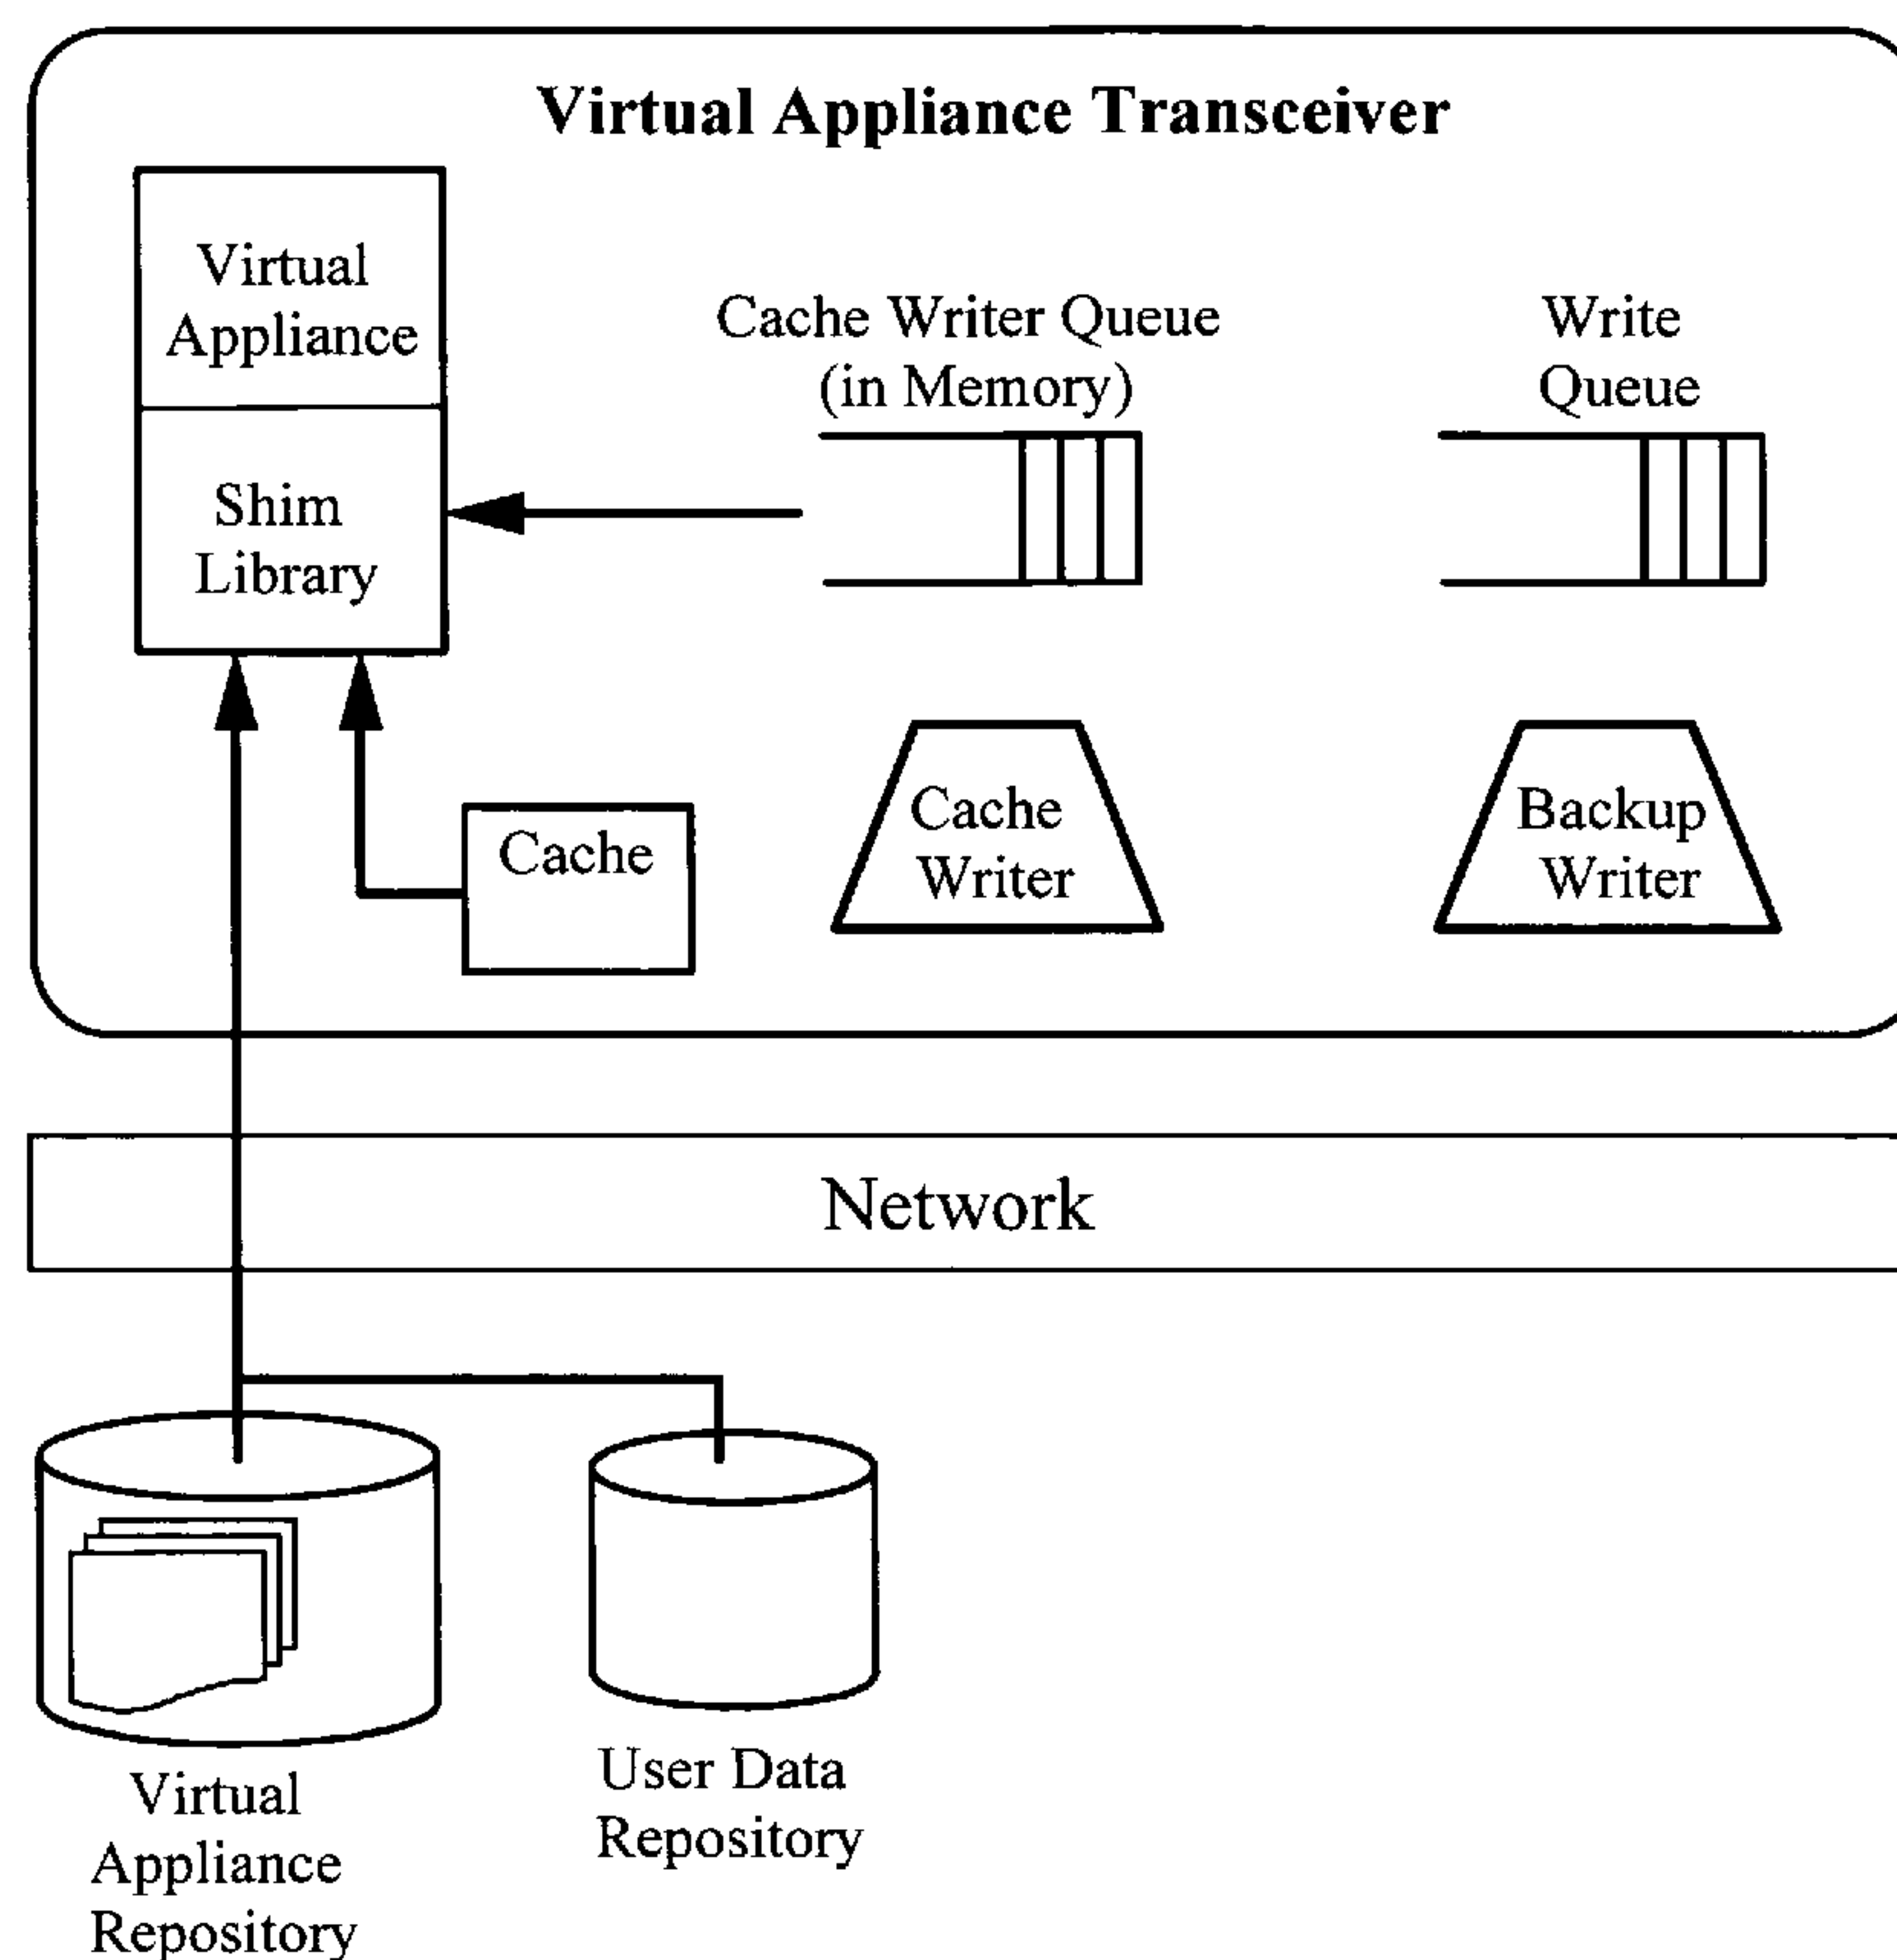 Virtual Appliance Transceiver
Virtual
Appliance
Shim
Library
Cache Writer Queue
(in Memory)
Write
Queue
Cache
Cache
Writer
Backup
Writer
Network
Virtual
Appliance
Repository
User Data
Repository